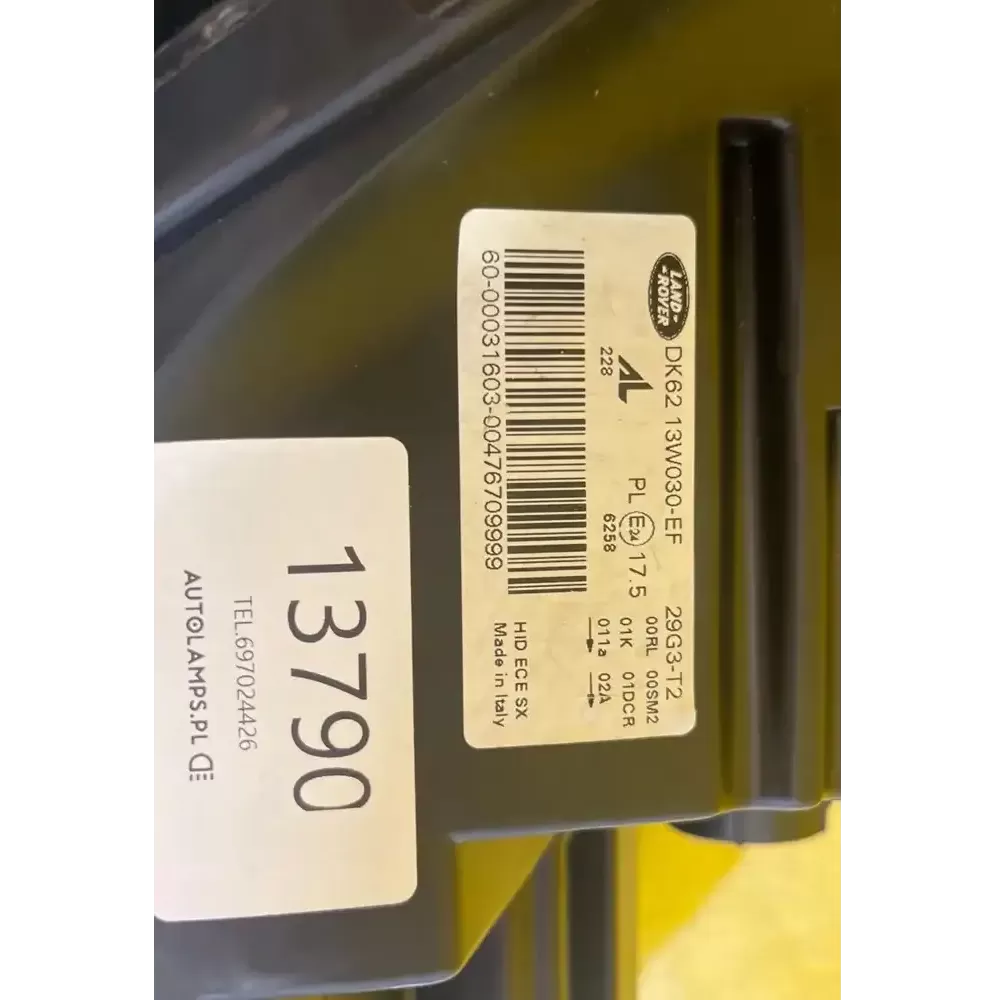 LAND-
-ROVER
DK62 13W030-EF 29G3-T2
AL
228
PL E24 17.5
6258
00RL 00SM2
01K 01DCR
011a 02A
60-00031603-00476709999
HID ECE SX
Made in Italy
13790
TEL.697024426
AUTOLAMPS.PL